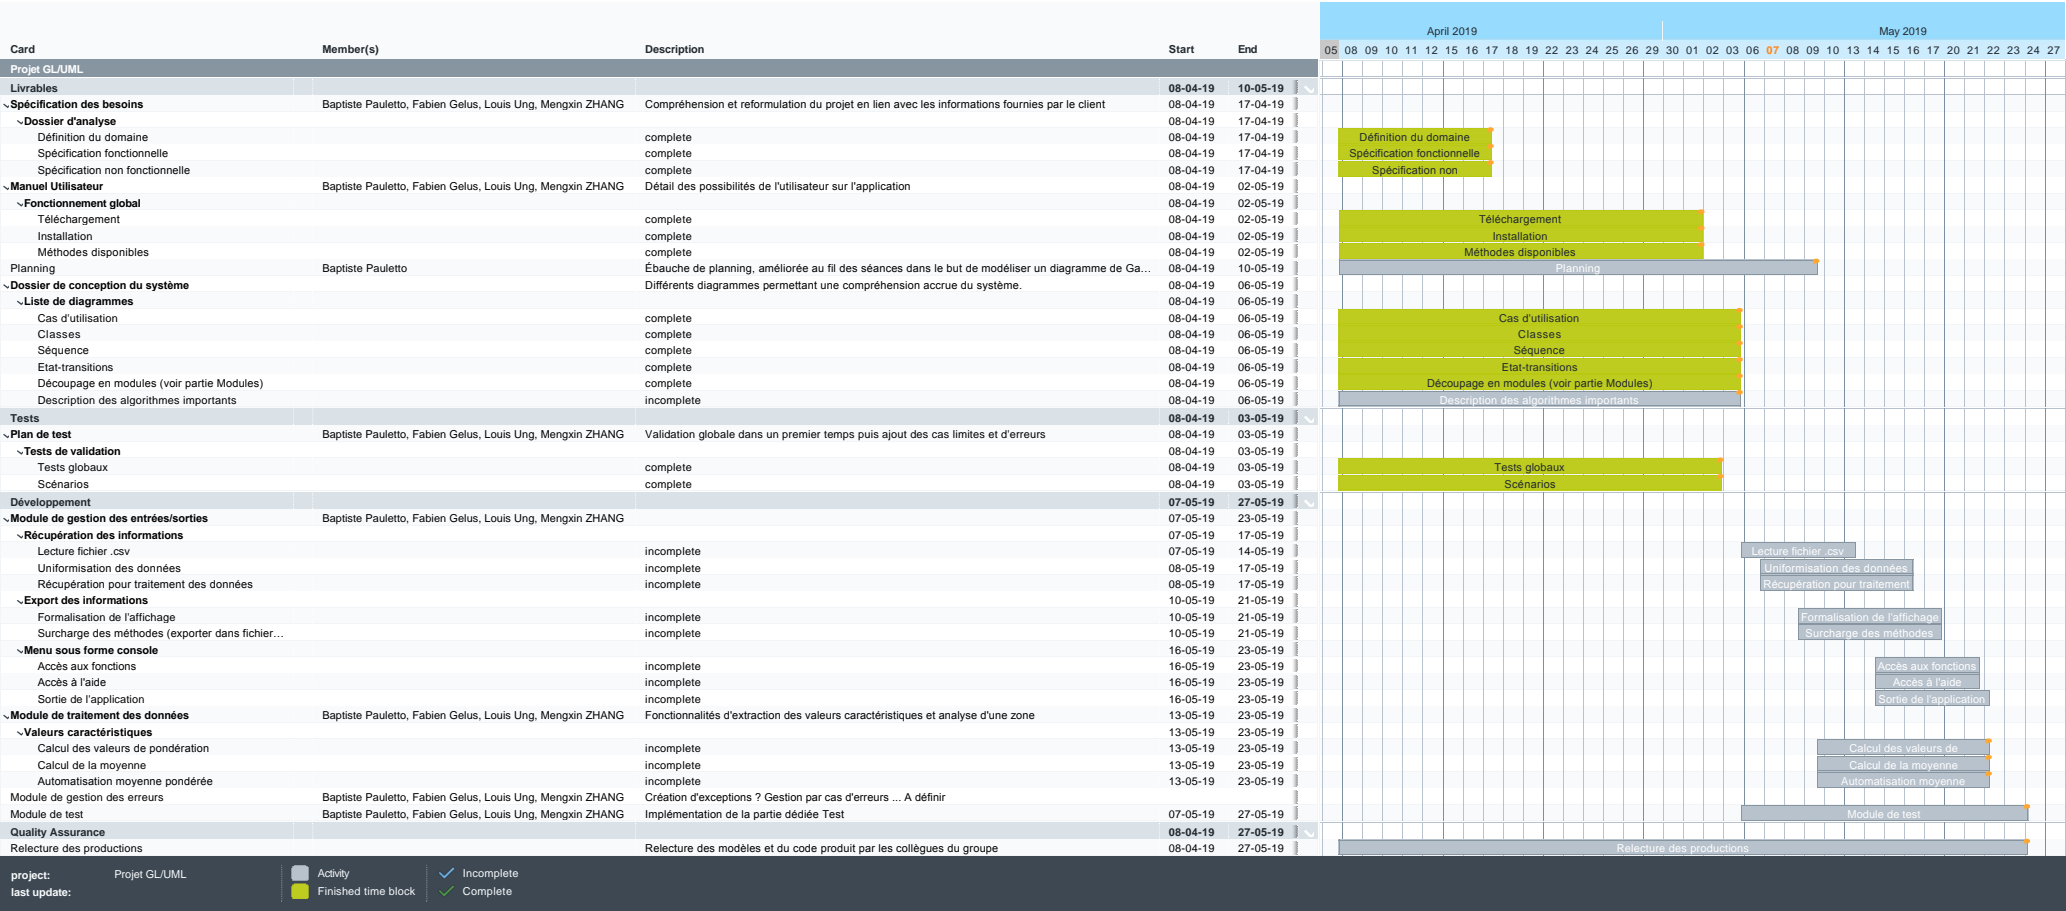 April 2019 May 2019
Card Member(s) Description Start End 05 08 09 10 11 12 15 16 17 18 22 23 24 25 26 29 30 01 02 03 06 07 08 09 10 13 14 15 16 17 20 21 22 23 24 27
Projet GL/UML
Livrables 08-04-19 10-05-19
Spécification des besoins Baptiste Pauletto, Fabien Gelus, Louis Ung, Mengxin ZHANG Compréhension et reformulation du projet en lien avec les informations fournies par le client 08-04-19 17-04-19
Dossier d'analyse 08-04-19 17-04-19
Définition du domaine complete 08-04-19 17-04-19 Définition du domaine
Spécification fonctionnelle complete 08-04-19 17-04-19 Spécification fonctionnelle
Spécification non fonctionnelle complete 08-04-19 17-04-19 Spécification non
Manuel Utilisateur Baptiste Pauletto, Fabien Gelus, Louis Ung, Mengxin ZHANG Détail des possibilités de l'utilisateur sur l'application 08-04-19 02-05-19
Fonctionnement global 08-04-19 02-05-19
Téléchargement complete 08-04-19 02-05-19 Téléchargement
Installation complete 08-04-19 02-05-19 Installation
Méthodes disponibles complete 08-04-19 02-05-19 Méthodes disponibles
Planning Baptiste Pauletto Ébauche de planning, améliorée au fil des séances dans le but de modéliser un diagramme de Ga... 08-04-19 10-05-19 Planning
Dossier de conception du système Différents diagrammes permettant une compréhension accrue du système. 08-04-19 06-05-19
Liste de diagrammes 08-04-19 06-05-19
Cas d'utilisation complete 08-04-19 06-05-19 Cas d'utilisation
Classes complete 08-04-19 06-05-19 Classes
Séquence complete 08-04-19 06-05-19 Séquence
Etat-transitions complete 08-04-19 06-05-19 Etat-transitions
Découpage en modules (voir partie Modules) complete 08-04-19 06-05-19 Découpage en modules (voir partie Modules)
Description des algorithmes importants incomplete 08-04-19 06-05-19 Description des algorithmes importants
Tests 08-04-19 03-05-19
Plan de test Baptiste Pauletto, Fabien Gelus, Louis Ung, Mengxin ZHANG Validation globale dans un premier temps puis ajout des cas limites et d'erreurs 08-04-19 03-05-19
Tests de validation 08-04-19 03-05-19
Tests globaux complete 08-04-19 03-05-19 Tests globaux
Scénarios complete 08-04-19 03-05-19 Scénarios
Développement 07-05-19 27-05-19
Module de gestion des entrées/sorties Baptiste Pauletto, Fabien Gelus, Louis Ung, Mengxin ZHANG 07-05-19 23-05-19
Récupération des informations 07-05-19 17-05-19
Lecture fichier .csv incomplete 07-05-19 14-05-19 Lecture fichier .csv
Uniformisation des données incomplete 08-05-19 17-05-19 Uniformisation des données
Récupération pour traitement des données incomplete 08-05-19 17-05-19 Récupération pour traitement
Export des informations 10-05-19 21-05-19
Formalisation de l'affichage incomplete 10-05-19 21-05-19 Formalisation de l'affichage
Surcharge des méthodes (exporter dans fichier... incomplete 10-05-19 21-05-19 Surcharge des méthodes
Menu sous forme console 16-05-19 23-05-19
Accès aux fonctions incomplete 16-05-19 23-05-19 Accès aux fonctions
Accès à l'aide incomplete 16-05-19 23-05-19 Accès à l'aide
Sortie de l'application incomplete 16-05-19 23-05-19 Sortie de l'application
Module de traitement des données Baptiste Pauletto, Fabien Gelus, Louis Ung, Mengxin ZHANG Fonctionnalités d'extraction des valeurs caractéristiques et analyse d'une zone 13-05-19 23-05-19
Valeurs caractéristiques 13-05-19 23-05-19
Calcul des valeurs de pondération incomplete 13-05-19 23-05-19 Calcul des valeurs de
Calcul de la moyenne incomplete 13-05-19 23-05-19 Calcul de la moyenne
Automatisation moyenne pondérée incomplete 13-05-19 23-05-19 Automatisation moyenne
Module de gestion des erreurs Baptiste Pauletto, Fabien Gelus, Louis Ung, Mengxin ZHANG Création d'exceptions ? Gestion par cas d'erreurs ... A définir
Module de test Baptiste Pauletto, Fabien Gelus, Louis Ung, Mengxin ZHANG Implémentation de la partie dédiée Test 07-05-19 27-05-19 Module de test
Quality Assurance 08-04-19 27-05-19
Relecture des productions Relecture des modèles et du code produit par les collègues du groupe 08-04-19 27-05-19 Relecture des productions
project: Projet GL/UML Activity Incomplete
last update: Finished time block Complete